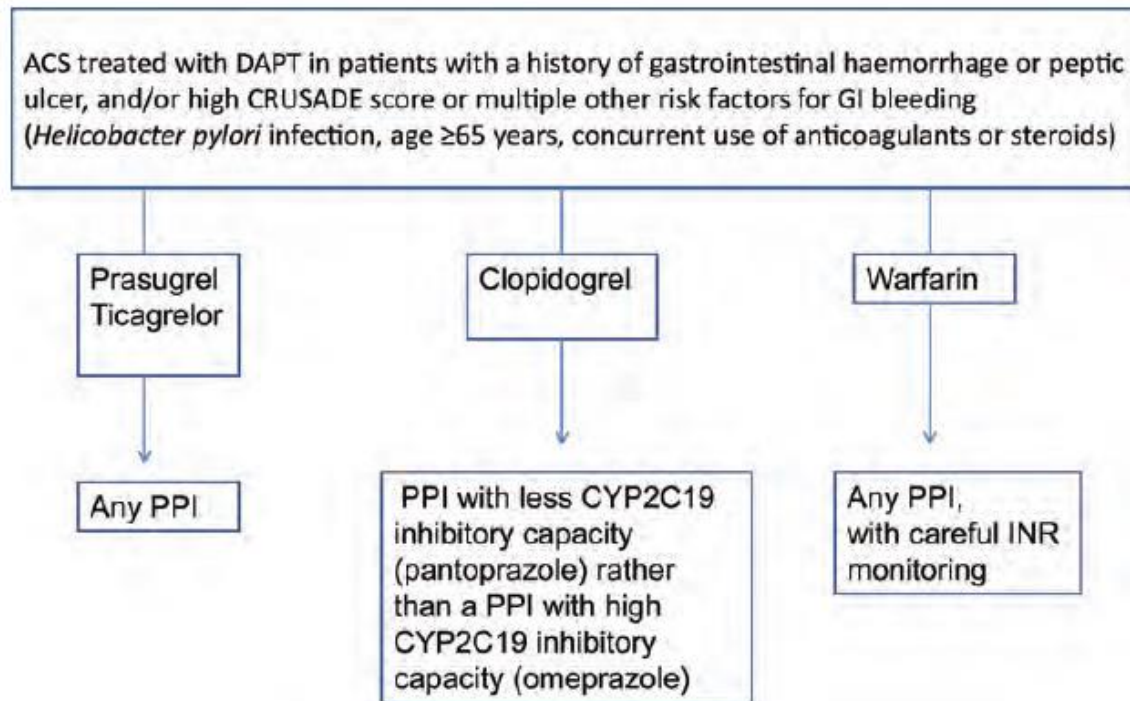 ACS treated with DAPT in patients with a history of gastrointestinal haemorrhage or peptic
ulcer, and/or high CRUSADE score or multiple other risk factors for GI bleeding
(Helicobacter pylori infection, age ≥65 years, concurrent use of anticoagulants or steroids)
Prasugrel
Ticagrelor
Clopidogrel
Warfarin
Any PPI
PPI with less CYP2C19
inhibitory capacity
(pantoprazole) rather
than a PPI with high
CYP2C19 inhibitory
capacity (omeprazole)
Any PPI,
with careful INR
monitoring